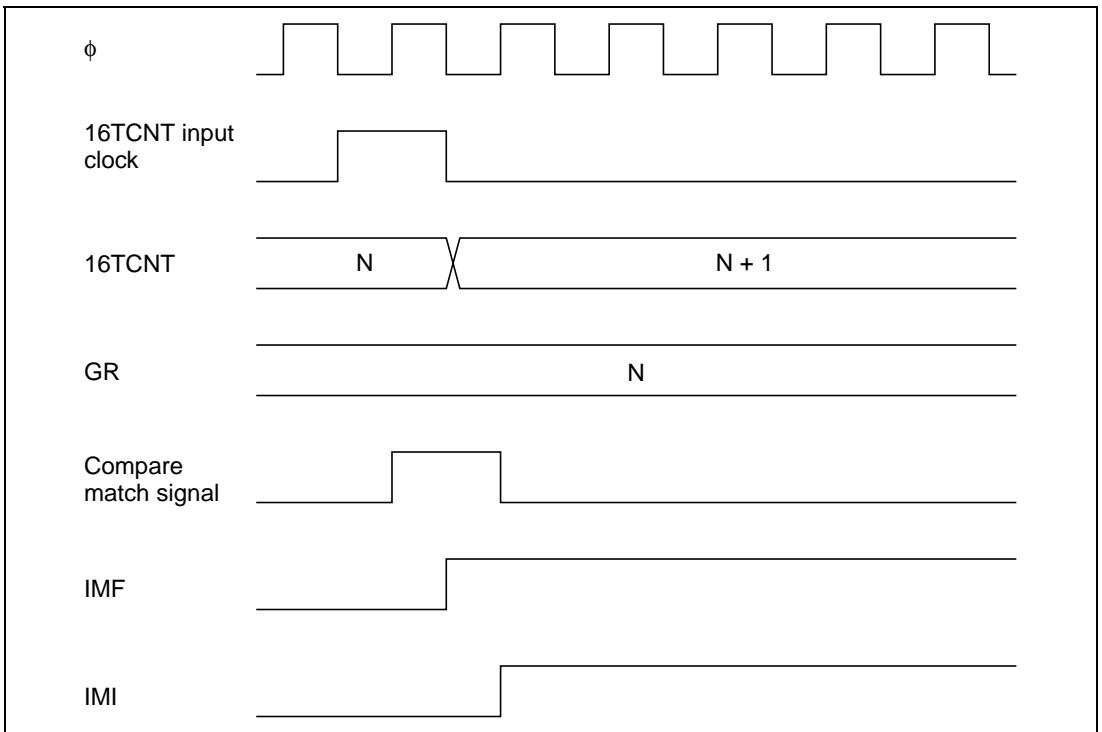 ϕ
16TCNT input
clock
16TCNT
N
N + 1
GR
N
Compare
match signal
IMF
IMI